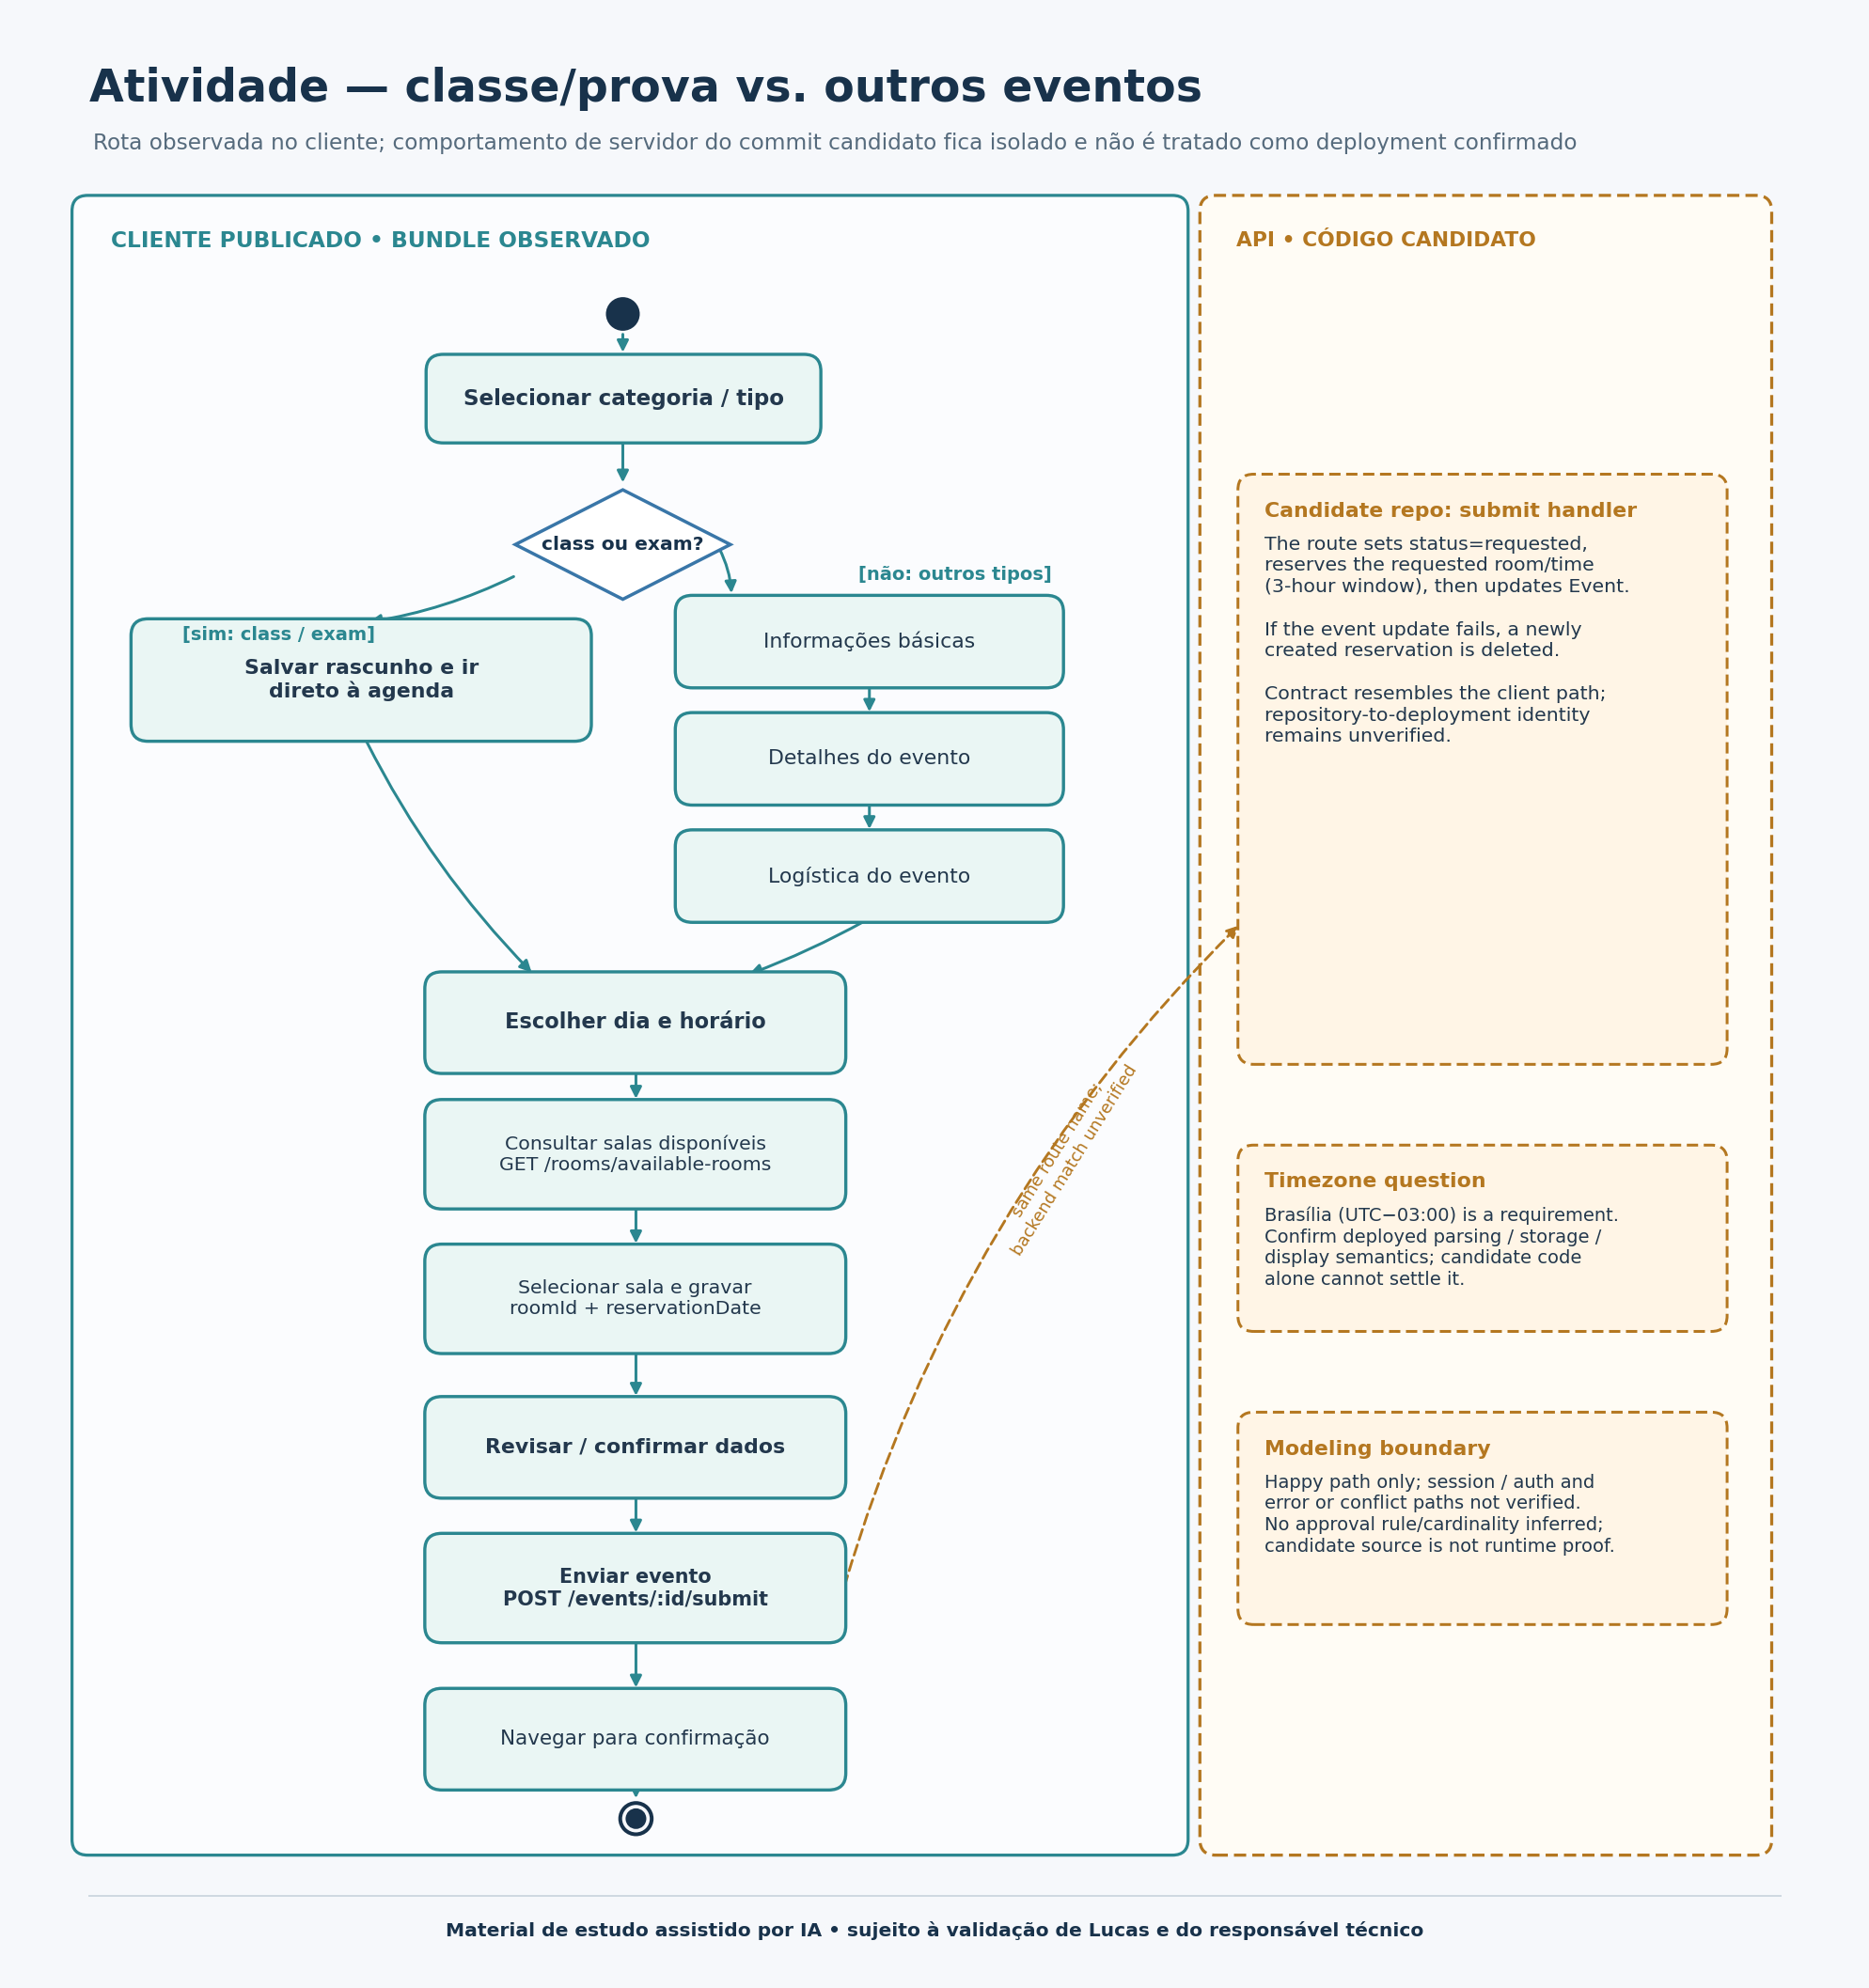 Atividade — classe/prova vs. outros eventos
Rota observada no cliente; comportamento de servidor do commit candidato fica isolado e não é tratado como deployment confirmado
CLIENTE PUBLICADO • BUNDLE OBSERVADO
Selecionar categoria / tipo
class ou exam?
[sim: class / exam]
Salvar rascunho e ir
direto à agenda
[não: outros tipos]
Informações básicas
Detalhes do evento
Logística do evento
Escolher dia e horário
Consultar salas disponíveis
GET /rooms/available-rooms
Selecionar sala e gravar
roomId + reservationDate
Revisar / confirmar dados
Enviar evento
POST /events/:id/submit
Navegar para confirmação
same route name;
backend match unverified
API • CÓDIGO CANDIDATO
Candidate repo: submit handler
The route sets status=requested,
reserves the requested room/time
(3-hour window), then updates Event.
If the event update fails, a newly
created reservation is deleted.
Contract resembles the client path;
repository-to-deployment identity
remains unverified.
Timezone question
Brasília (UTC−03:00) is a requirement.
Confirm deployed parsing / storage /
display semantics; candidate code
alone cannot settle it.
Modeling boundary
Happy path only; session / auth and
error or conflict paths not verified.
No approval rule/cardinality inferred;
candidate source is not runtime proof.
Material de estudo assistido por IA • sujeito à validação de Lucas e do responsável técnico